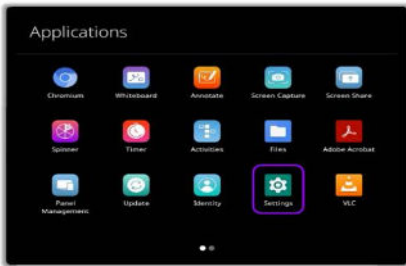 Applications
Chromium Whiteboard Annotate Screen Capture Screen Share
Spinner Timer Activities Files Adobe Acrobat
Panel Management Update Identity Settings VLC